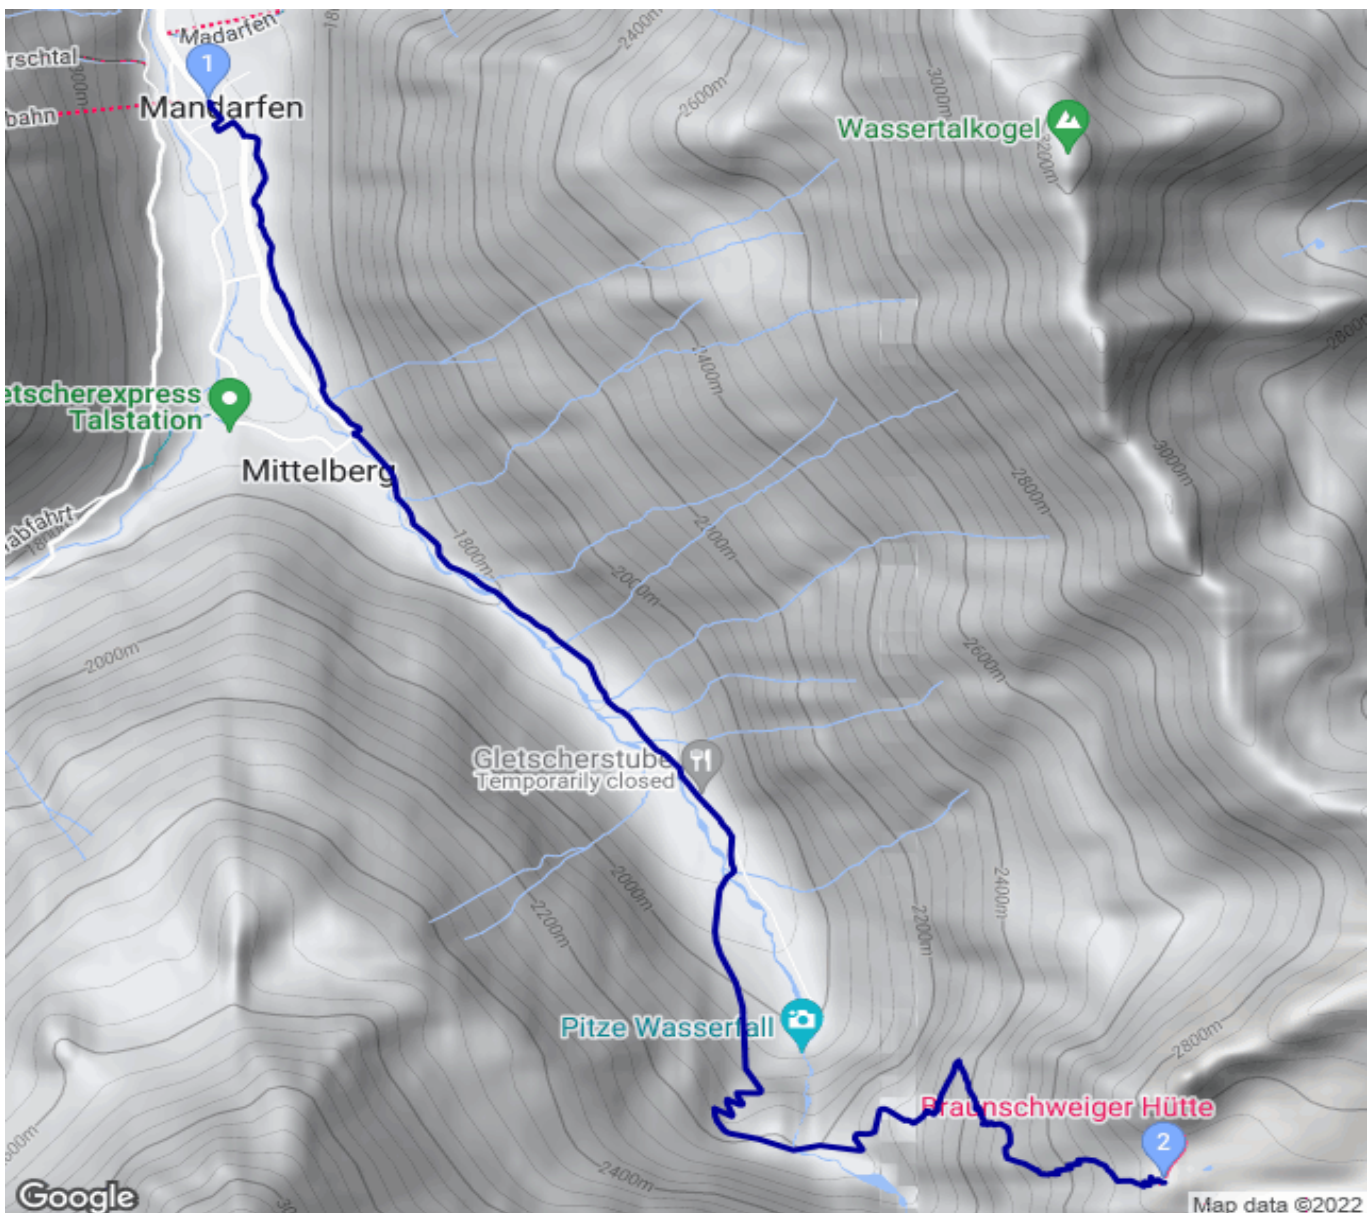 Madarfen
rschtal
1
bahn
Mandarfen
2400m
2600m
3000m
Wassertalkogel
3200m
2800m
etscherexpress
Talstation
Mittelberg
rabfahrt
1800m
2400m
1800m
2800m
3000m
2000m
2000m
2600m
Gletscherstube
Temporarily closed
2000m
2200m
2400m
2200m
Pitze Wasserfall
2800m
Braunschweiger Hütte
2
2400m
Google
Map data ©2022